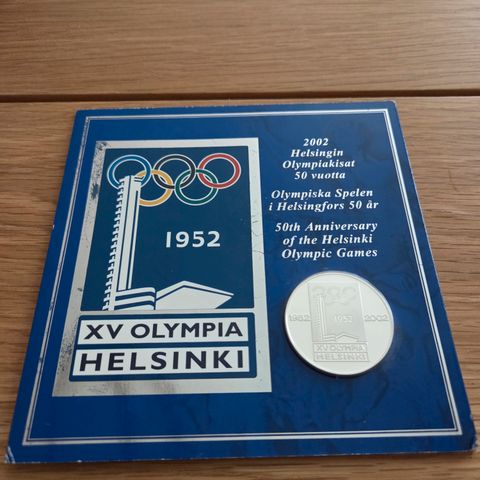 1952
XV OLYMPIA
HELSINKI
2002
Helsingin
Olympiakisat
50 vuotta
Olympiska Spelen
i Helsingfors 50 år
50th Anniversary
of the Helsinki
Olympic Games
1952 1952 2002
XV OLYMPIA
HELSINKI